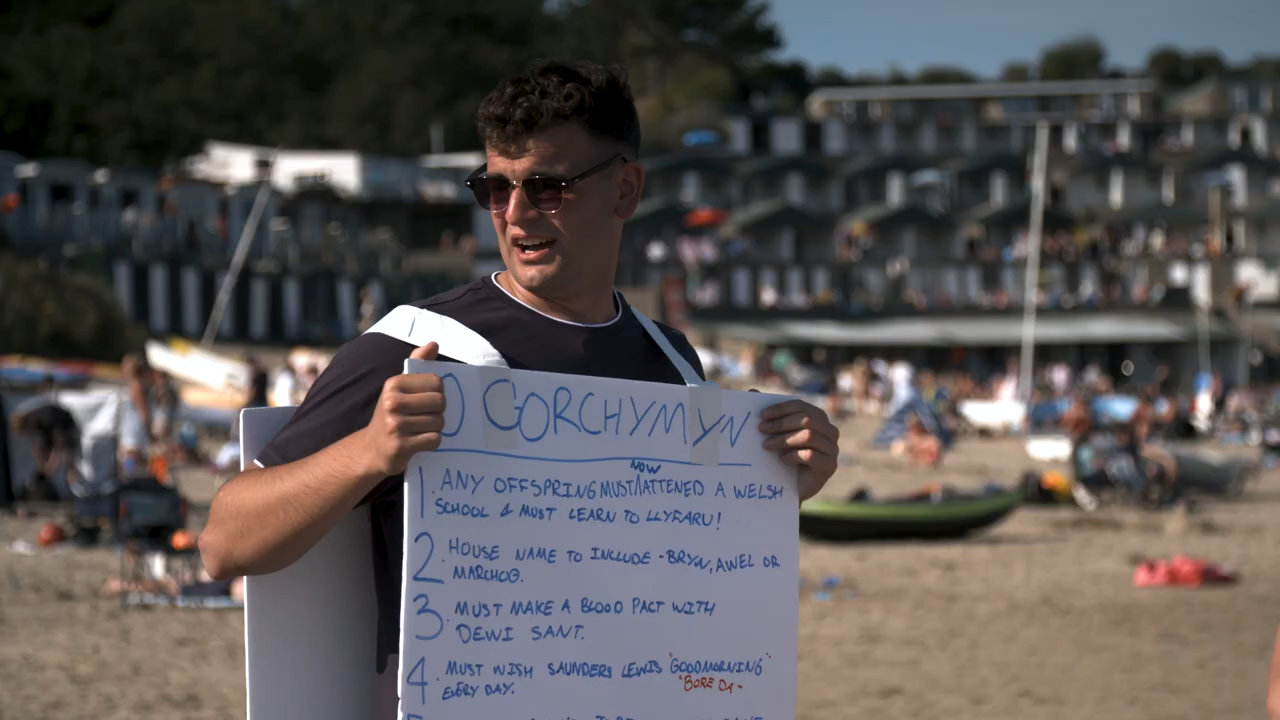 O GORCHYMYN
NOW
1. ANY OFFSPRING MUST ATTENED A WELSH
SCHOOL & MUST LEARN TO LLYFARU!
2. HOUSE NAME TO INCLUDE - BRYN, AWEL OR
MARCHOG.
3. MUST MAKE A BLOOD PACT WITH
DEWI SANT.
4. MUST WISH SAUNDERS LEWIS "GOODMORNING"
EVERY DAY. "BORE DA-